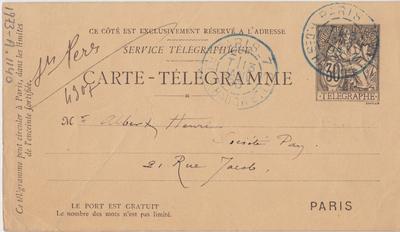 CE CÔTÉ EST EXCLUSIVEMENT RÉSERVÉ A L'ADRESSE
SERVICE TÉLÉGRAPHIQUE
CARTE-TÉLÉGRAMME
PARIS
30
TÉLÉGRAPHE
Mr Albert Henri
Société Pay.
21 Rue Jacob.
LE PORT EST GRATUIT
Le nombre des mots n'est pas limité.
PARIS
Ce télégramme peut circuler à Paris, dans les limites
de l'enceinte fortifiée.